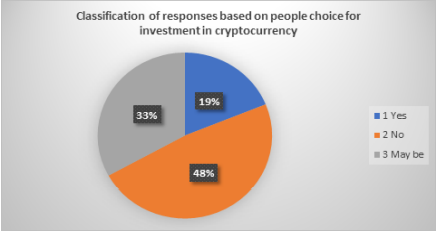 Classification of responses based on people choice for
investment in cryptocurrency
19%
33%
48%
1 Yes
2 No
3 May be